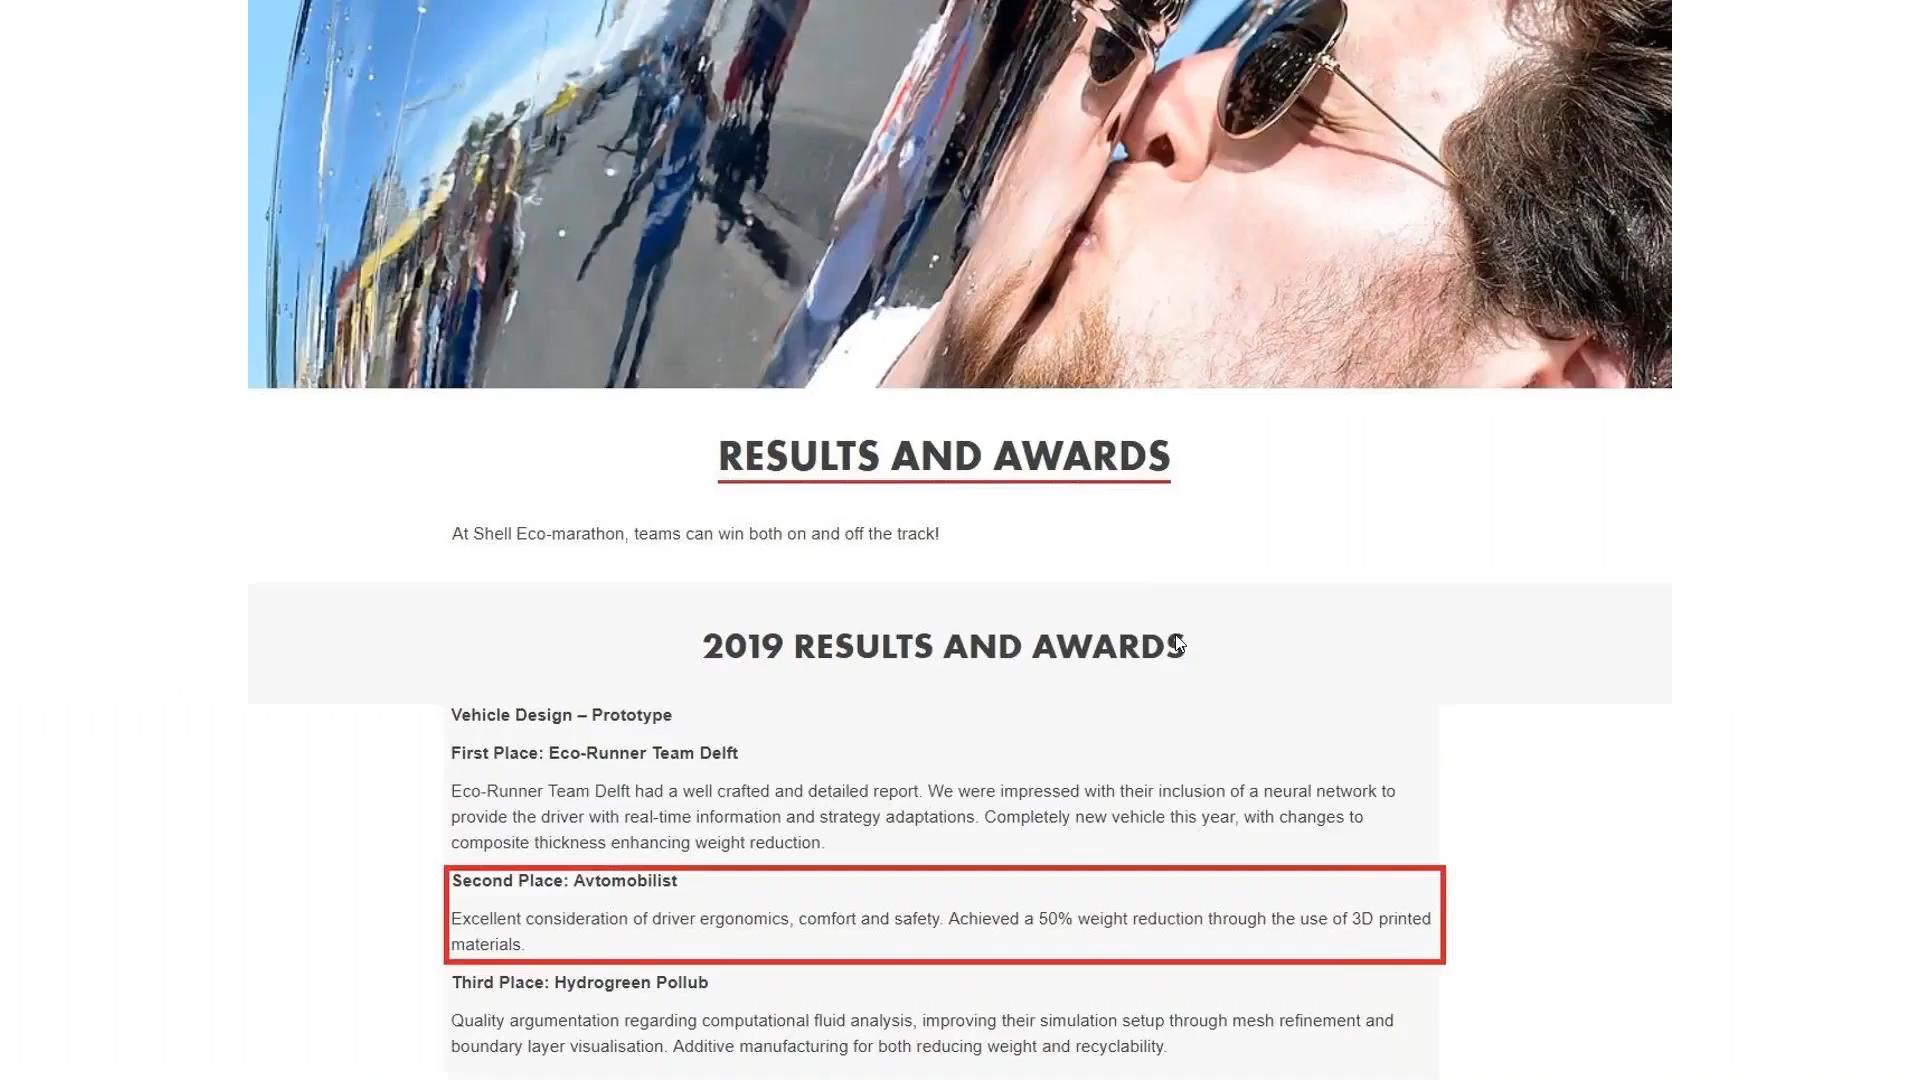 RESULTS AND AWARDS
At Shell Eco-marathon, teams can win both on and off the track!
2019 RESULTS AND AWARDS
Vehicle Design – Prototype
First Place: Eco-Runner Team Delft
Eco-Runner Team Delft had a well crafted and detailed report. We were impressed with their inclusion of a neural network to
provide the driver with real-time information and strategy adaptations. Completely new vehicle this year, with changes to
composite thickness enhancing weight reduction.
Second Place: Avtomobilist
Excellent consideration of driver ergonomics, comfort and safety. Achieved a 50% weight reduction through the use of 3D printed
materials.
Third Place: Hydrogreen Pollub
Quality argumentation regarding computational fluid analysis, improving their simulation setup through mesh refinement and
boundary layer visualisation. Additive manufacturing for both reducing weight and recyclability.